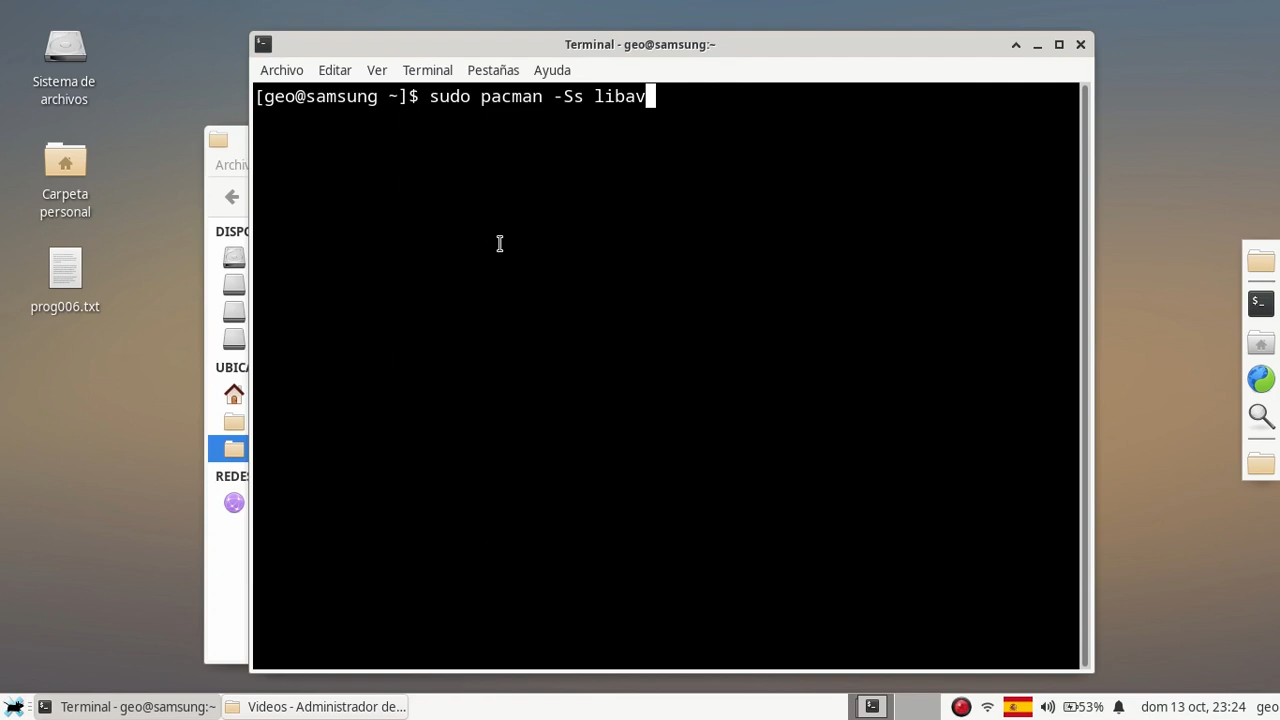 Sistema de
archivos
Carpeta
personal
prog006.txt
Terminal - geo@samsung:~
Archivo Editar Ver Terminal Pestañas Ayuda
[geo@samsung ~]$ sudo pacman -Ss libav
Archiv
DISPO
UBICA
REDES
Terminal - geo@samsung:~
Videos - Administrador de...
53%
dom 13 oct, 23:24
geo